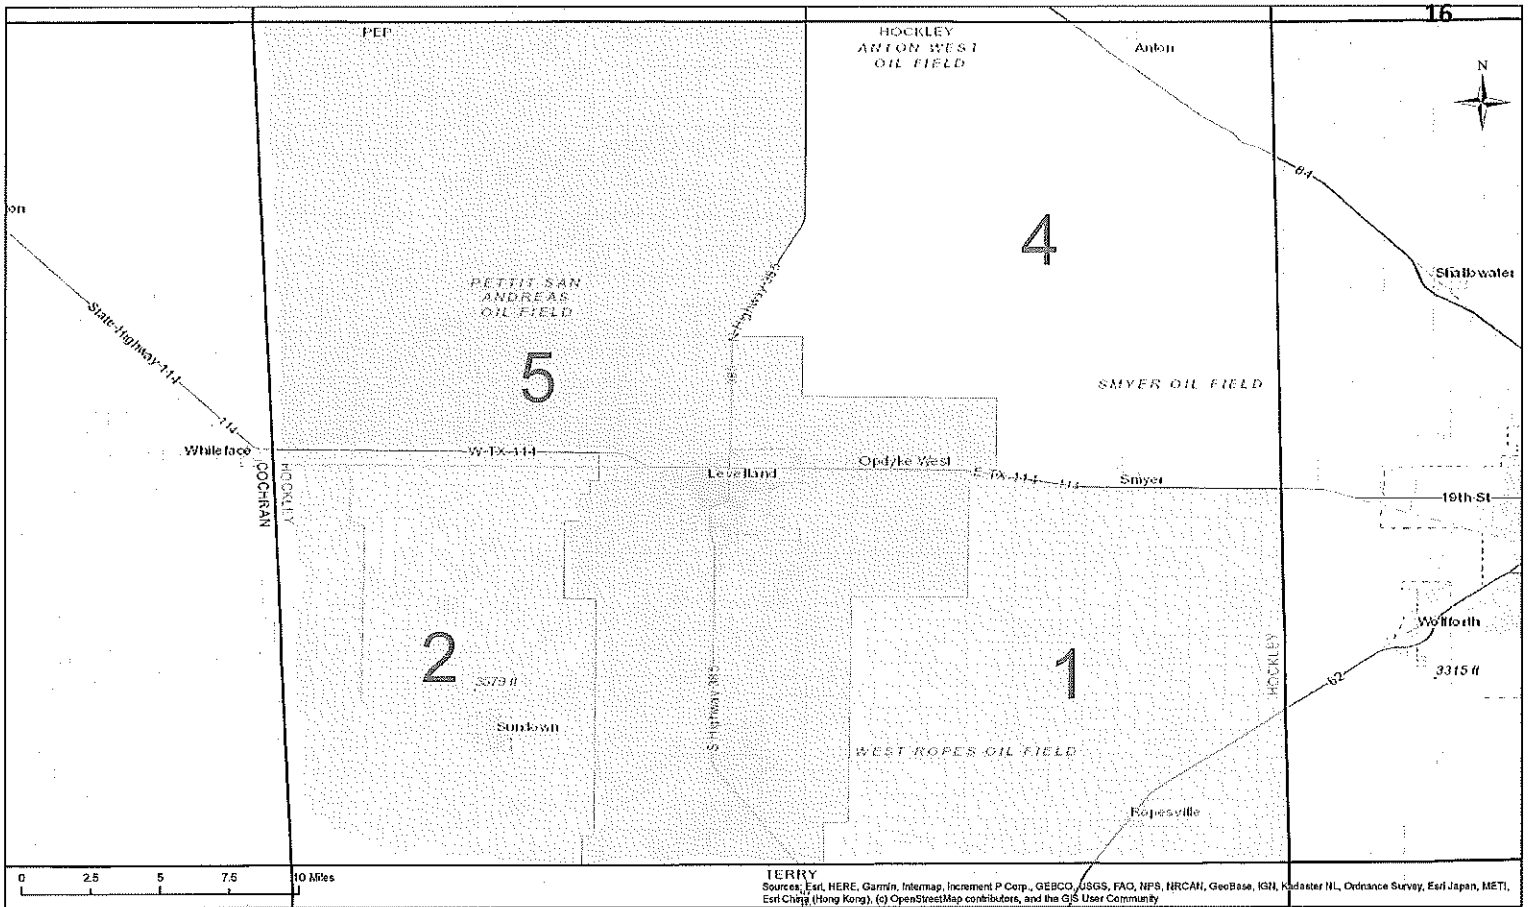 16
PEP
HOCKLEY
ANTON WEST
OIL FIELD
Anton
N
84
on
4
Shallowater
PETTIT SAN
ANDREAS
OIL FIELD
N-Highway-385
State-Highway-114
5
SMYER OIL FIELD
114
Whiteface
W-TX-114
Levelland
Opdyke West
E-TX-114
114
Smyer
19th St
COCHRAN
HOCKLEY
2
3579 ft
Sundown
1
HOCKLEY
Wolfforth
62
3315 ft
WEST ROPES OIL FIELD
Ropesville
TERRY
0 2.5 5 7.5 10 Miles
Sources: Esri, HERE, Garmin, Intermap, increment P Corp., GEBCO, USGS, FAO, NPS, NRCAN, GeoBase, IGN, Kadaster NL, Ordnance Survey, Esri Japan, METI,
Esri China (Hong Kong), (c) OpenStreetMap contributors, and the GIS User Community